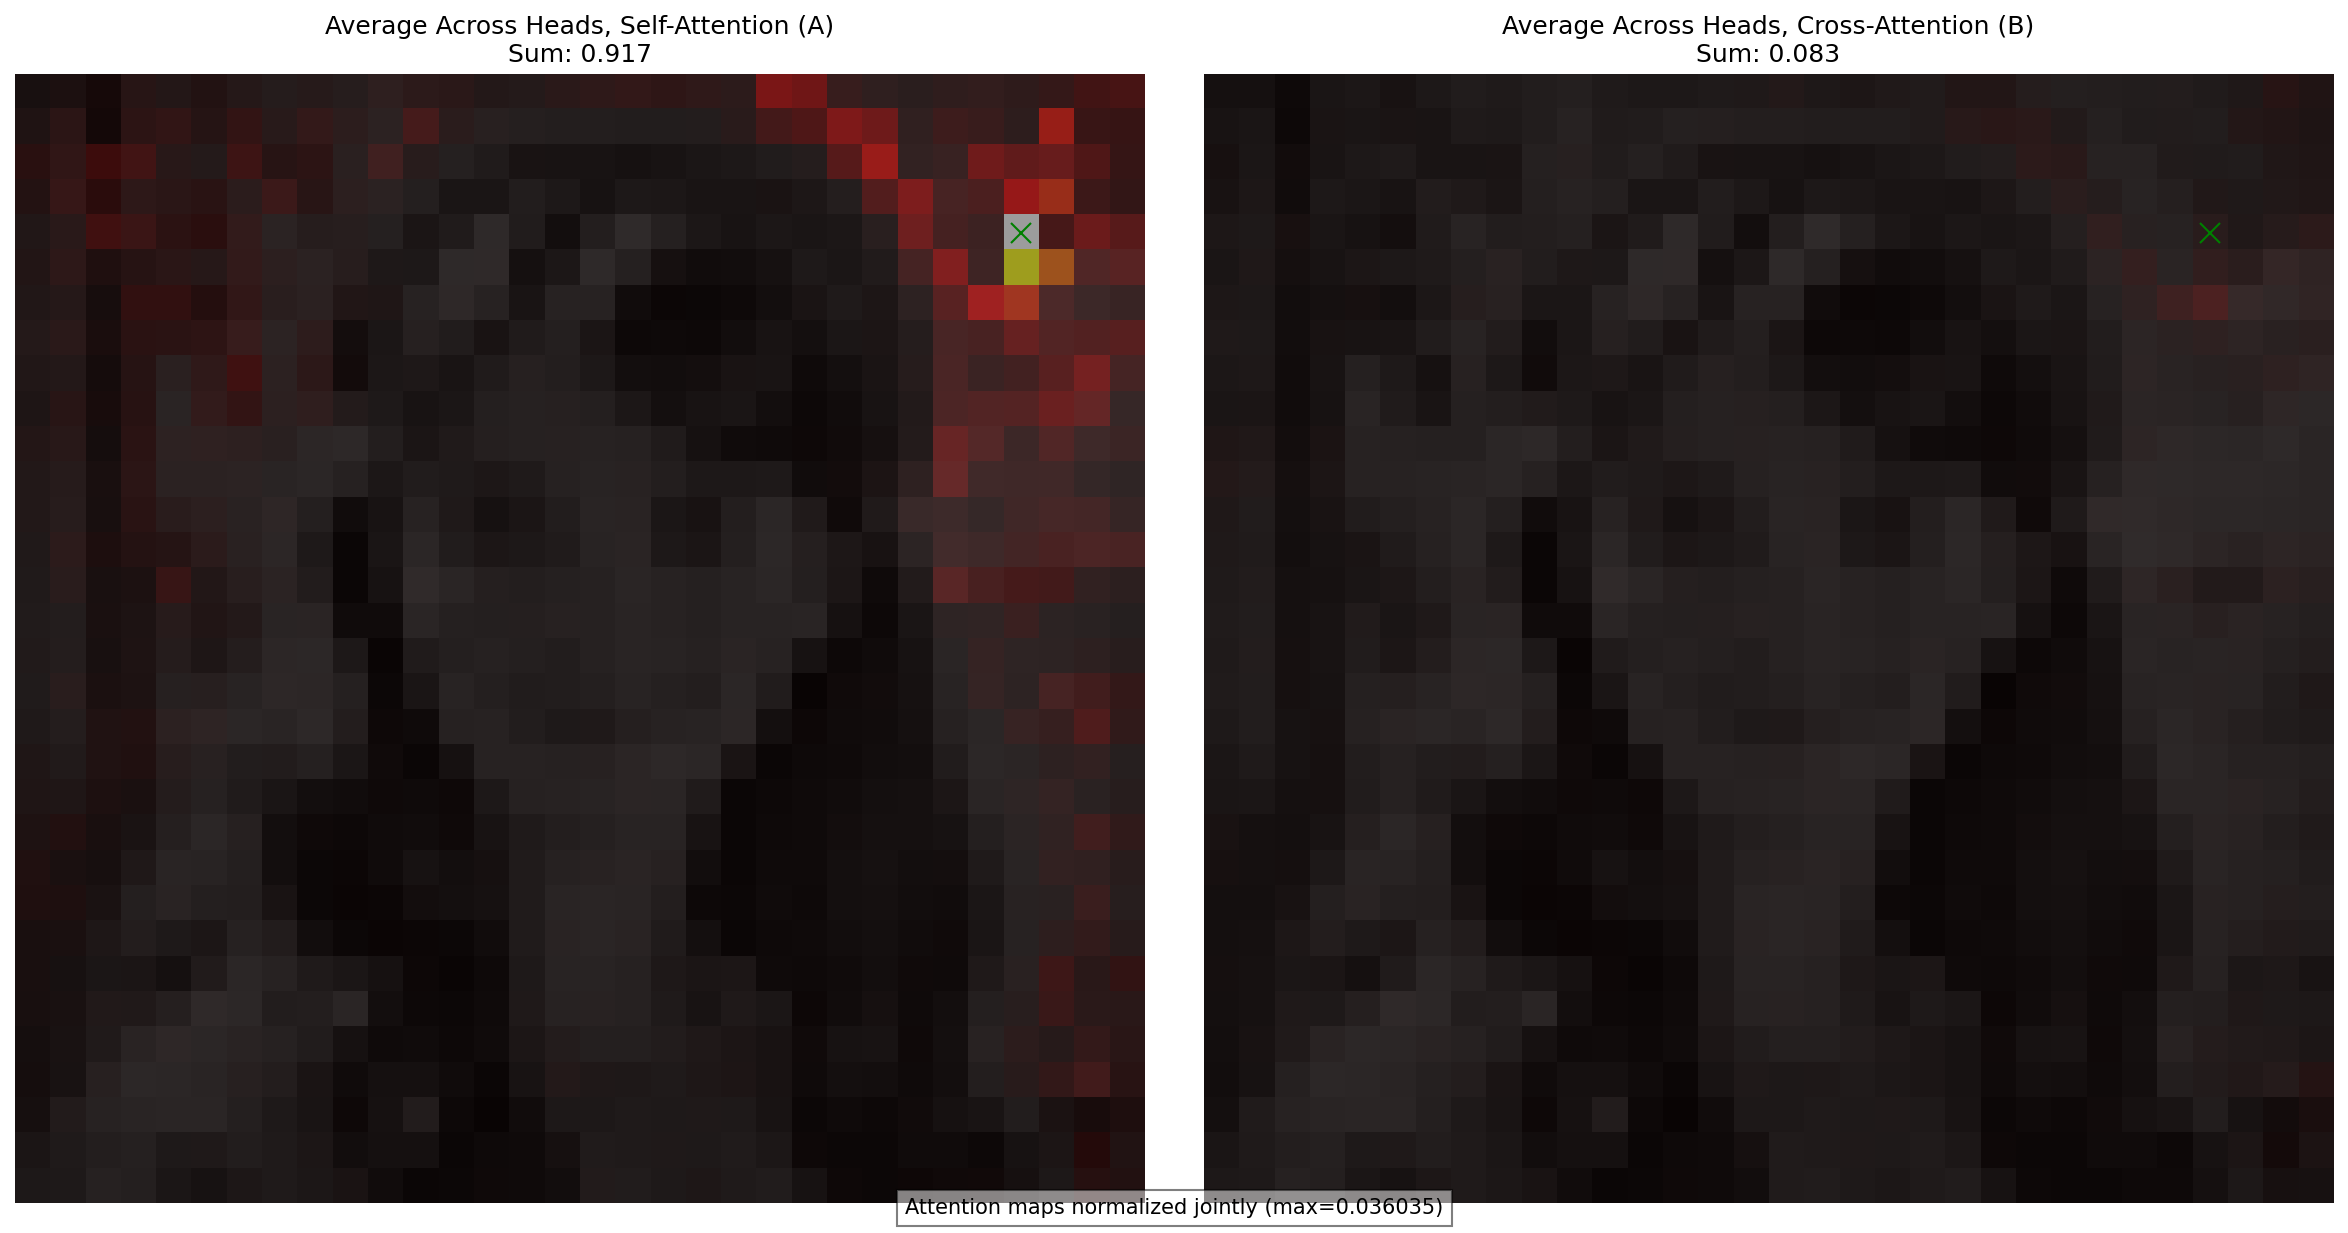 Average Across Heads, Self-Attention (A)
Sum: 0.917
Average Across Heads, Cross-Attention (B)
Sum: 0.083
Attention maps normalized jointly (max=0.036035)